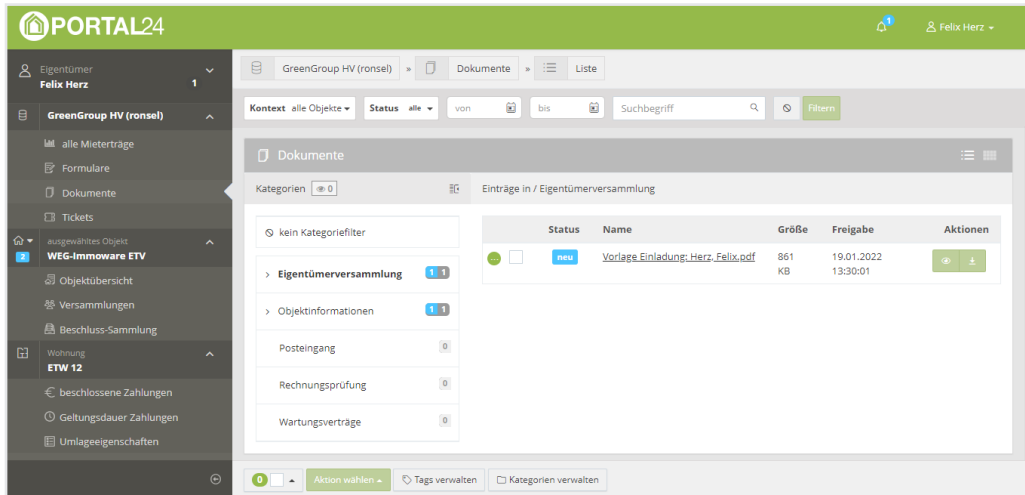 PORTAL24
1
Felix Herz
Eigentümer
Felix Herz
1
GreenGroup HV (ronsel)
alle Mieterträge
Formulare
Dokumente
Tickets
2
ausgewähltes Objekt
WEG-Immoware ETV
Objektübersicht
Versammlungen
Beschluss-Sammlung
Wohnung
ETW 12
beschlossene Zahlungen
Geltungsdauer Zahlungen
Umlageeigenschaften
GreenGroup HV (ronsel) » Dokumente » Liste
Kontext alle Objekte Status alle von bis Suchbegriff Filtern
Dokumente
Kategorien 0
Einträge in / Eigentümerversammlung
kein Kategoriefilter
Eigentümerversammlung 1 1
Objektinformationen 1 1
Posteingang 0
Rechnungsprüfung 0
Wartungsverträge 0
Status Name Größe Freigabe Aktionen
neu Vorlage Einladung: Herz, Felix.pdf 861 19.01.2022
KB 13:30:01
0 Aktion wählen Tags verwalten Kategorien verwalten